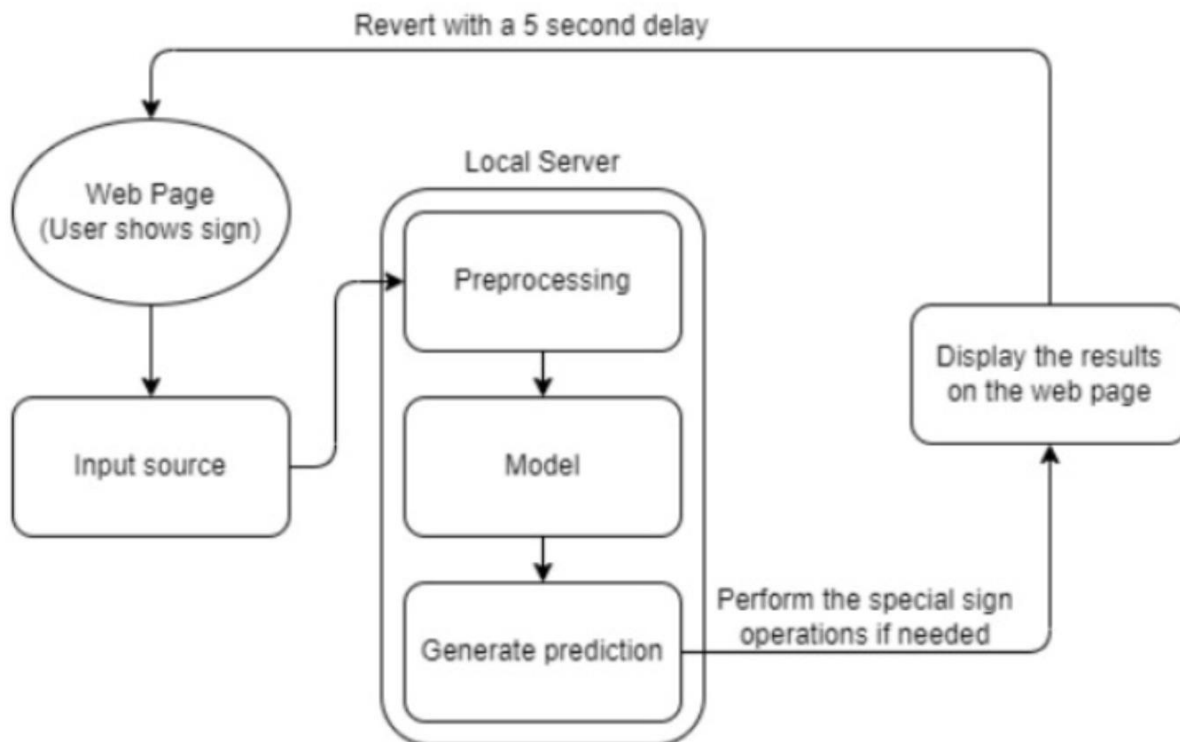 Revert with a 5 second delay
Web Page
(User shows sign)
Local Server
Preprocessing
Input source
Model
Generate prediction
Perform the special sign
operations if needed
Display the results
on the web page